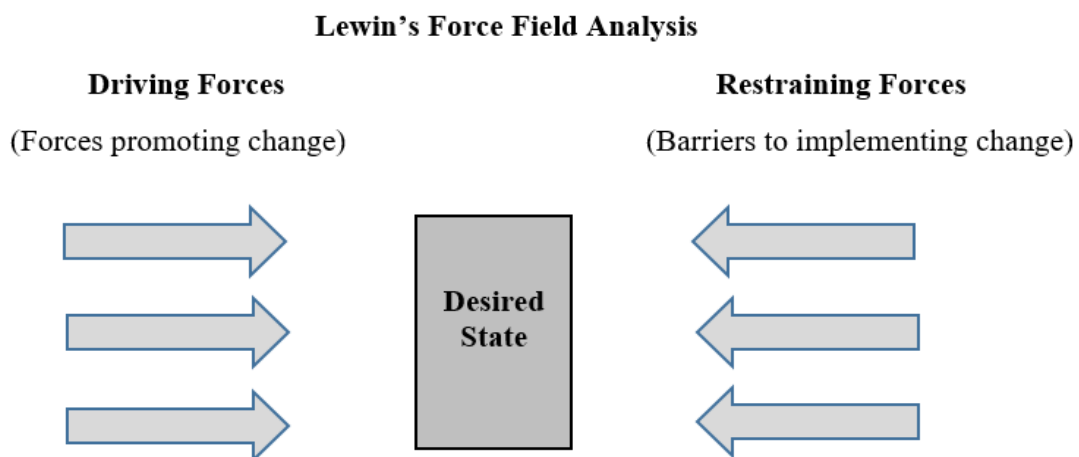 Lewin’s Force Field Analysis
Driving Forces
Restraining Forces
(Forces promoting change)
(Barriers to implementing change)
Desired
State